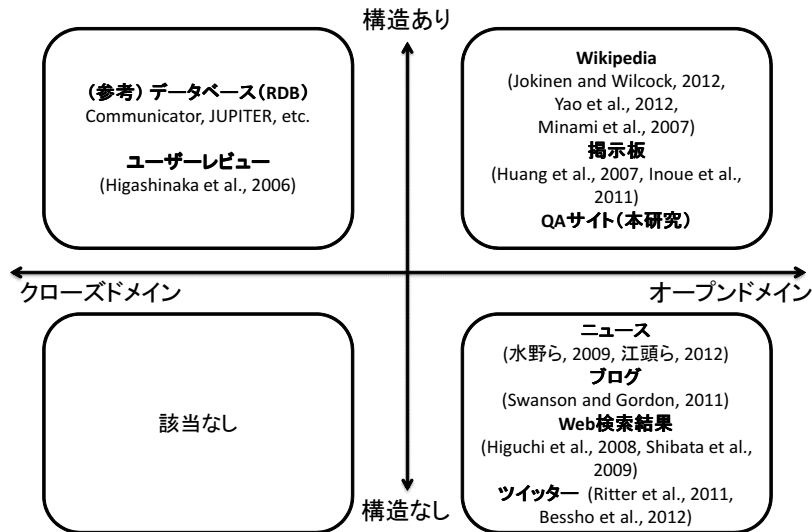 構造あり
（参考）データベース（RDB）
Communicator, JUPITER, etc.
ユーザーレビュー
(Higashinaka et al., 2006)
Wikipedia
(Jokinen and Wilcock, 2012,
Yao et al., 2012,
Minami et al., 2007)
掲示板
(Huang et al., 2007, Inoue et al.,
2011)
QAサイト（本研究）
クローズドメイン
オープンドメイン
該当なし
ニュース
(水野ら, 2009, 江頭ら, 2012)
ブログ
(Swanson and Gordon, 2011)
Web検索結果
(Higuchi et al., 2008, Shibata et al.,
2009)
ツイッター (Ritter et al., 2011,
Bessho et al., 2012)
構造なし